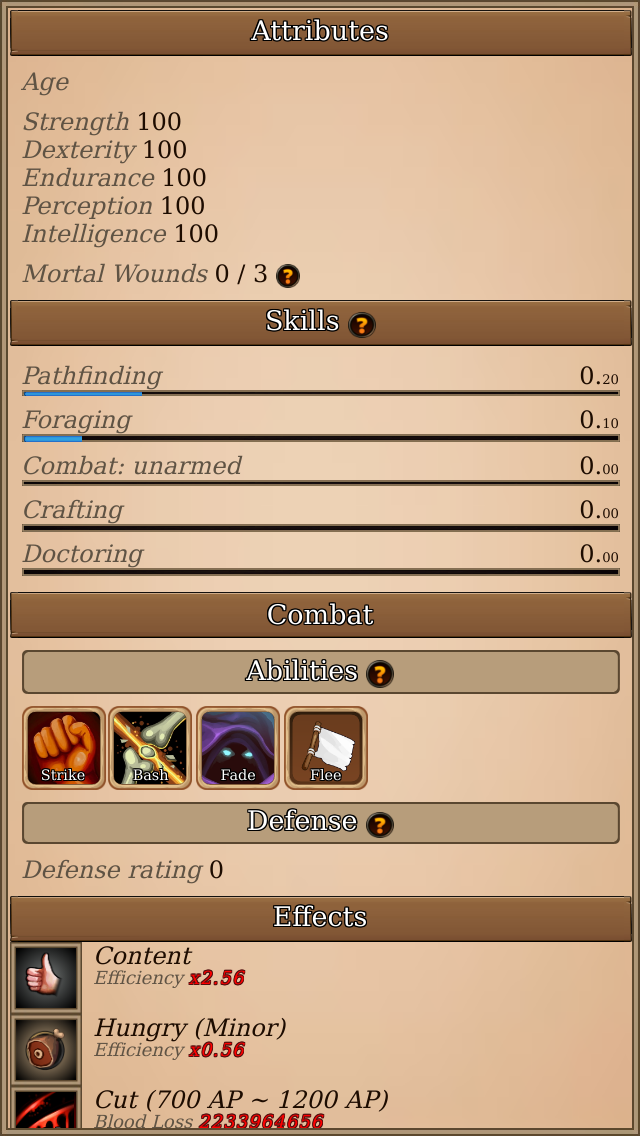 Attributes
Age
Strength 100
Dexterity 100
Endurance 100
Perception 100
Intelligence 100
Mortal Wounds 0 / 3 ?
Skills ?
Pathfinding 0.20
Foraging 0.10
Combat: unarmed 0.00
Crafting 0.00
Doctoring 0.00
Combat
Abilities ?
Strike Bash Fade Flee
Defense ?
Defense rating 0
Effects
Content
Efficiency x2.56
Hungry (Minor)
Efficiency x0.56
Cut (700 AP ~ 1200 AP)
Blood Loss 2233964656